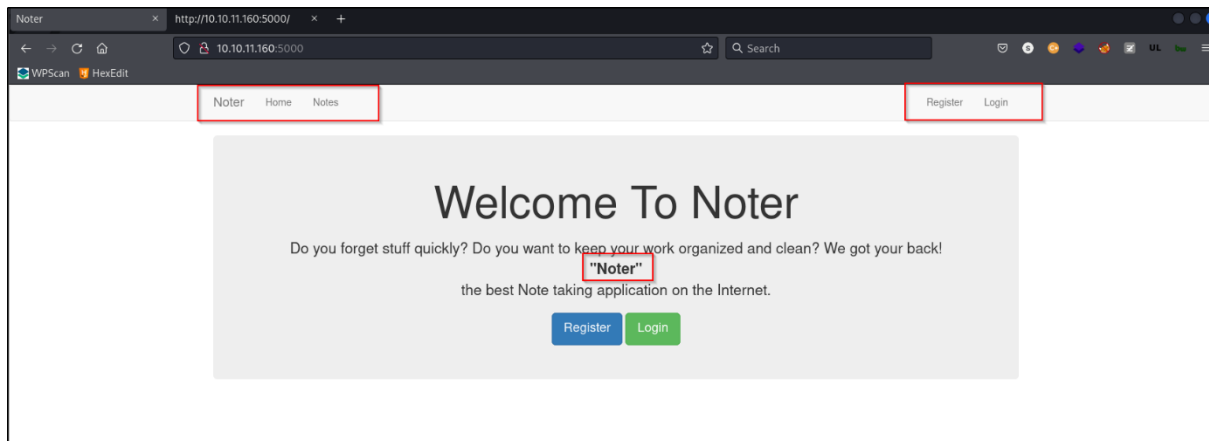 Noter
http://10.10.11.160:5000/
10.10.11.160:5000
Search
UL
WPScan HexEdit
Noter Home Notes Register Login
Welcome To Noter
Do you forget stuff quickly? Do you want to keep your work organized and clean? We got your back!
"Noter"
the best Note taking application on the Internet.
Register Login